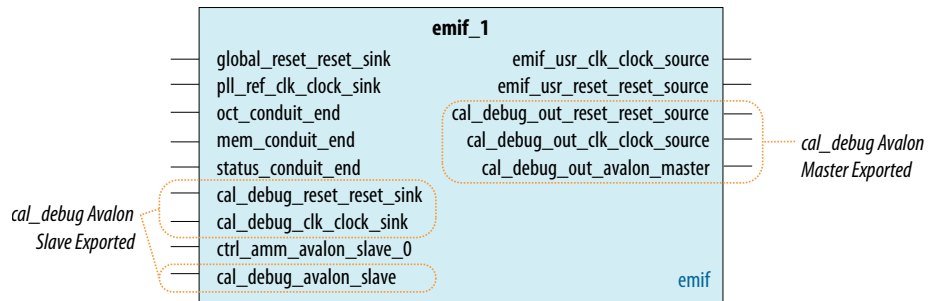 emif_1
global_reset_reset_sink
pll_ref_clk_clock_sink
oct_conduit_end
mem_conduit_end
status_conduit_end
cal_debug_reset_reset_sink
cal_debug_clk_clock_sink
ctrl_amm_avalon_slave_0
cal_debug_avalon_slave
emif_usr_clk_clock_source
emif_usr_reset_reset_source
cal_debug_out_reset_reset_source
cal_debug_out_clk_clock_source
cal_debug_out_avalon_master
emif
cal_debug Avalon
Slave Exported
cal_debug Avalon
Master Exported